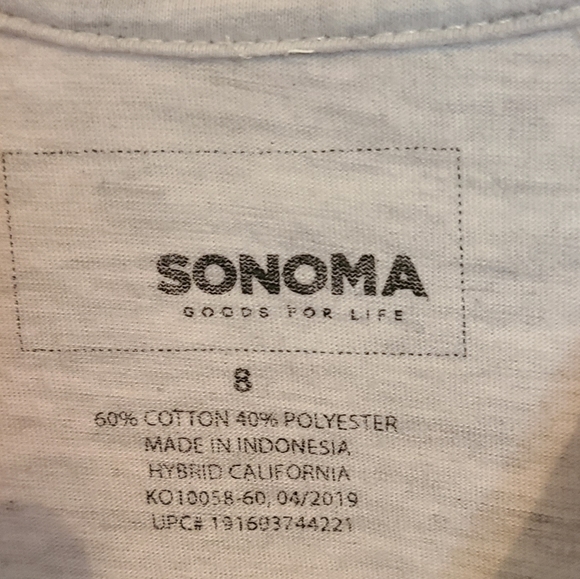 SONOMA
GOODS FOR LIFE
8
60% COTTON 40% POLYESTER
MADE IN INDONESIA
HYBRID CALIFORNIA
KO10058-60, 04/2019
UPC# 191603744221